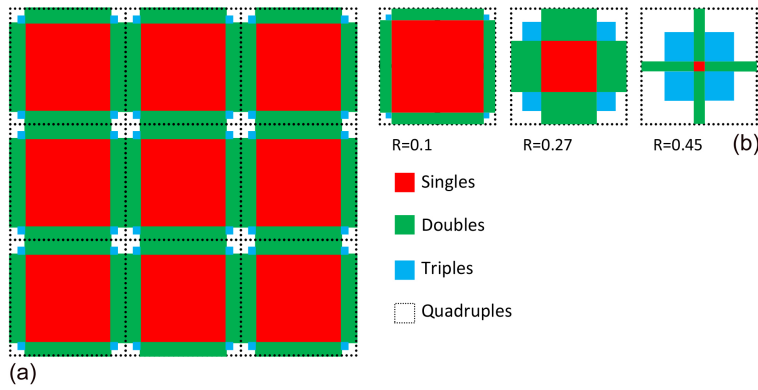 R=0.1 R=0.27 R=0.45 (b)
Singles
Doubles
Triples
Quadruples
(a)